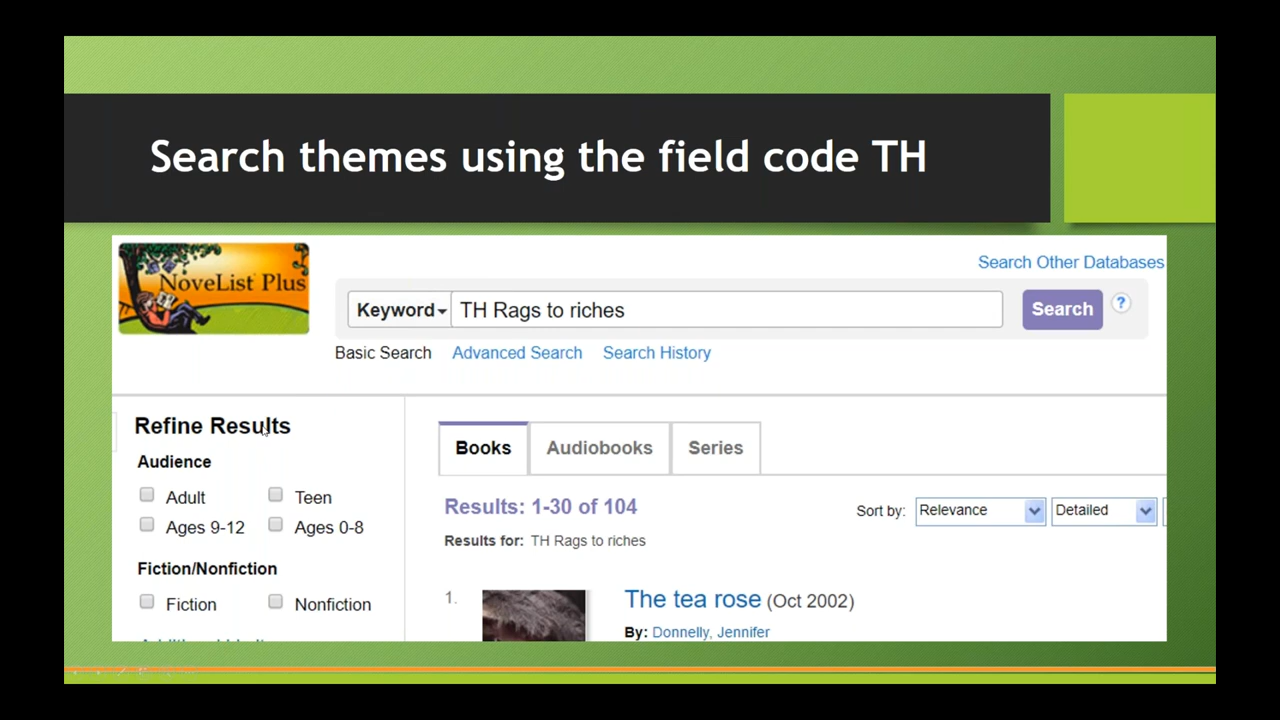 Search themes using the field code TH
NoveList Plus
Search Other Databases
Keyword TH Rags to riches Search ?
Basic Search Advanced Search Search History
Refine Results
Audience
Adult Teen
Ages 9-12 Ages 0-8
Fiction/Nonfiction
Fiction Nonfiction
Books Audiobooks Series
Results: 1-30 of 104
Sort by: Relevance Detailed
Results for: TH Rags to riches
1. The tea rose (Oct 2002)
By: Donnelly, Jennifer